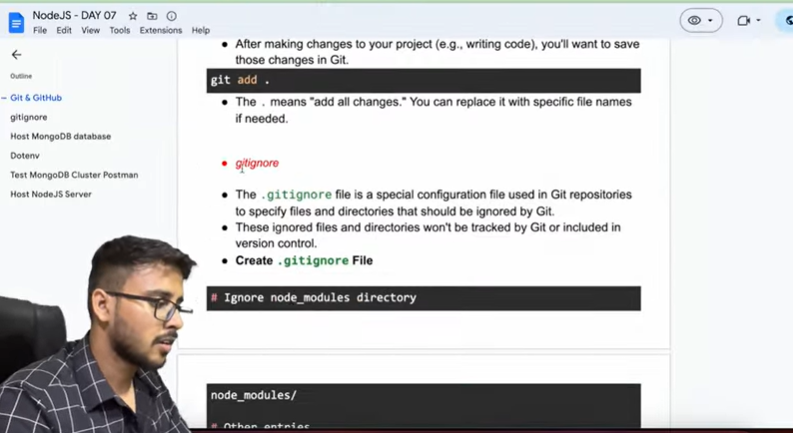 NodeJS - DAY 07
File Edit View Tools Extensions Help
Outline
Git & GitHub
gitignore
Host MongoDB database
Dotenv
Test MongoDB Cluster Postman
Host NodeJS Server
After making changes to your project (e.g., writing code), you'll want to save
those changes in Git.
git add .
The . means "add all changes." You can replace it with specific file names
if needed.
gitignore
The .gitignore file is a special configuration file used in Git repositories
to specify files and directories that should be ignored by Git.
These ignored files and directories won't be tracked by Git or included in
version control.
Create .gitignore File
# Ignore node_modules directory
node_modules/
# Other entries